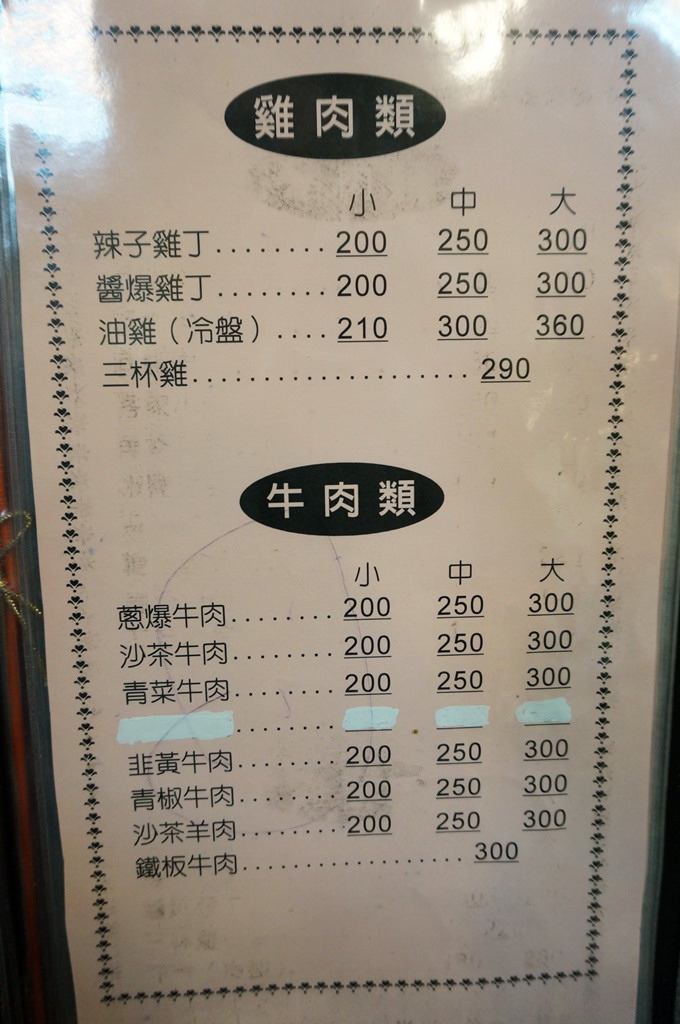 雞肉類
小 中 大
辣子雞丁........ 200 250 300
醬爆雞丁........ 200 250 300
油雞（冷盤）.... 210 300 360
三杯雞.................... 290
牛肉類
小 中 大
蔥爆牛肉........ 200 250 300
沙茶牛肉........ 200 250 300
青菜牛肉........ 200 250 300
........
韭黃牛肉........ 200 250 300
青椒牛肉........ 200 250 300
沙茶羊肉........ 200 250 300
鐵板牛肉.................. 300